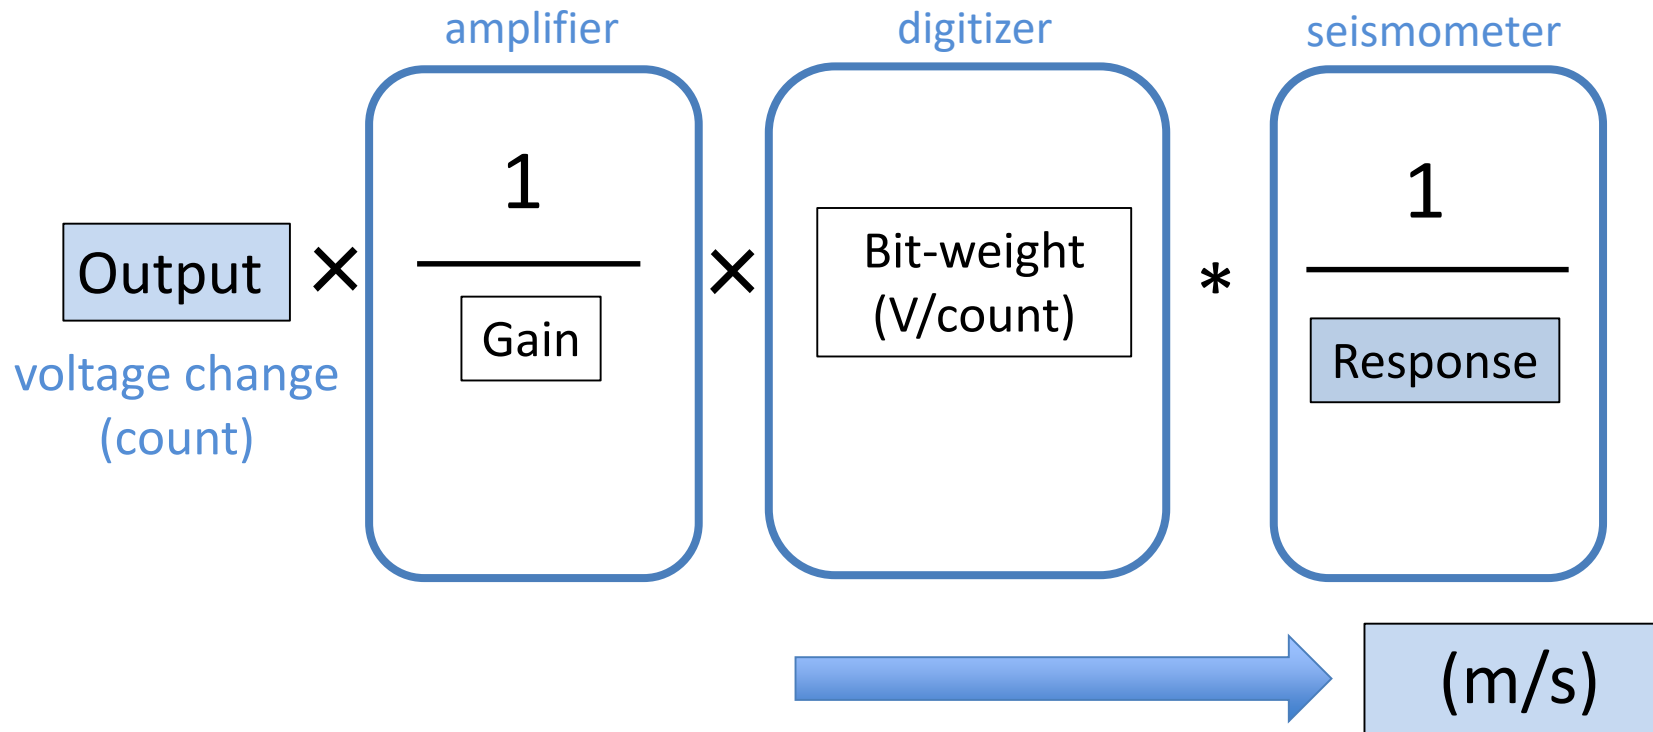 amplifier
digitizer
seismometer
Output
×
1
Gain
×
Bit-weight
(V/count)
*
1
Response
voltage change
(count)
(m/s)